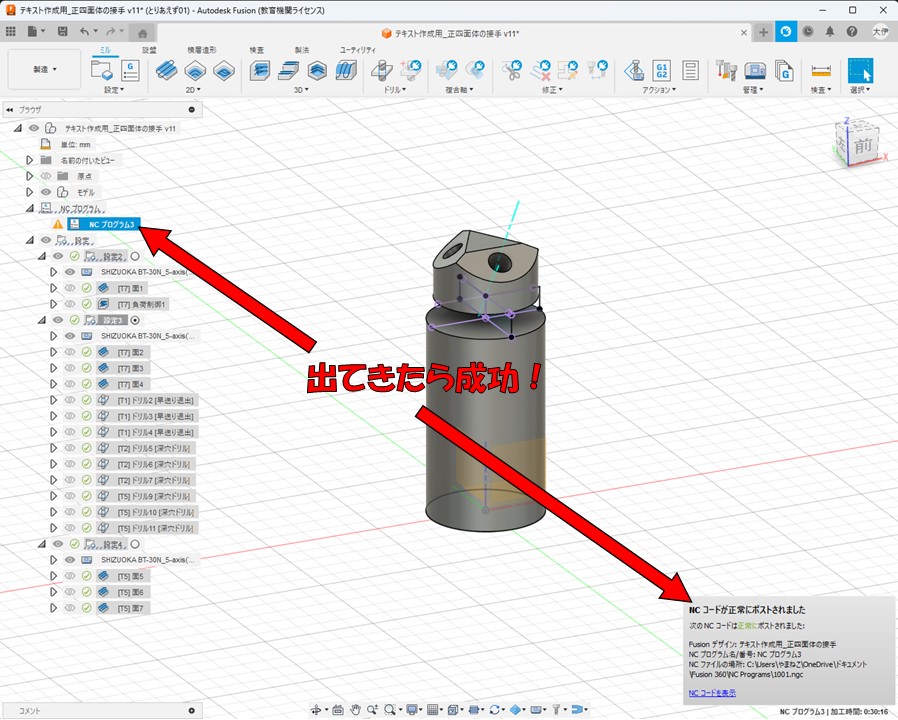 テキスト作成用_正四面体の接手 v11* (とりあえず01) - Autodesk Fusion (教育機関ライセンス)
テキスト作成用_正四面体の接手 v11*
ミル
旋盤
積層造形
検査
製法
ユーティリティ
製造
設定
2D
3D
ドリル
複合軸
修正
アクション
管理
検査
選択
G1
G2
ブラウザ
テキスト作成用_正四面体の接手 v11
単位: mm
名前の付いたビュー
原点
モデル
NC プログラム
NC プログラム3
設定
設定2
SHIZUOKA BT-30N_5-axis(...
[T7] 面1
[T7] 負荷制御1
設定3
SHIZUOKA BT-30N_5-axis(...
[T7] 面2
[T7] 面3
[T7] 面4
[T1] ドリル2 [早送り退出]
[T1] ドリル3 [早送り退出]
[T1] ドリル4 [早送り退出]
[T2] ドリル5 [深穴ドリル]
[T2] ドリル6 [深穴ドリル]
[T2] ドリル7 [深穴ドリル]
[T5] ドリル9 [深穴ドリル]
[T5] ドリル10 [深穴ドリル]
[T5] ドリル11 [深穴ドリル]
設定4
SHIZUOKA BT-30N_5-axis(...
[T5] 面5
[T5] 面6
[T5] 面7
Z
前
X
出てきたら成功！
NC コードが正常にポストされました
次の NC コードは正常にポストされました:
Fusion デザイン: テキスト作成用_正四面体の接手
NC プログラム名/番号: NC プログラム3
NC ファイルの場所: C:\Users\やまねこ\OneDrive\ドキュメント
\Fusion 360\NC Programs\1001.ngc
NC コードを表示
コメント
NC プログラム3 | 加工時間: 0:30:16